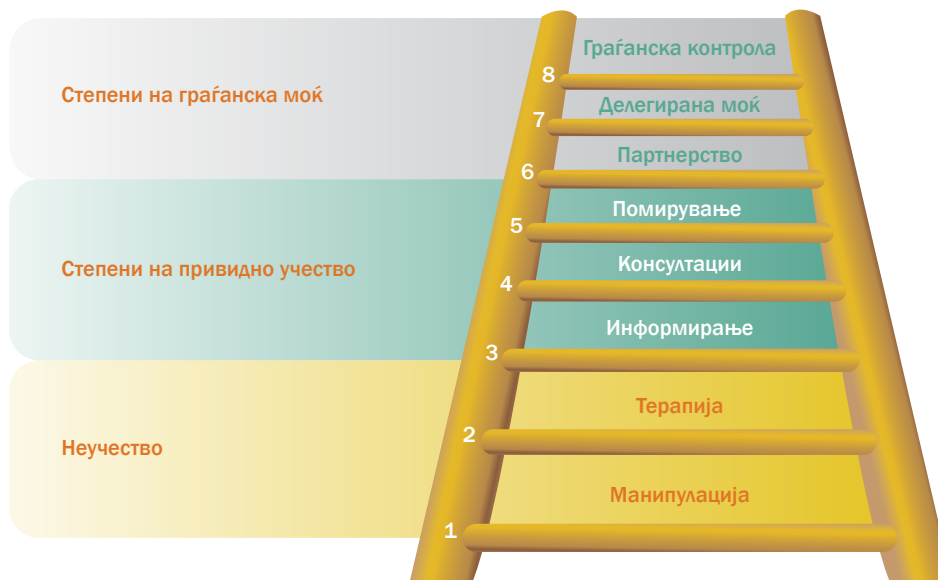 Степени на граѓанска моќ
Граѓанска контрола
8
Делегирана моќ
7
Партнерство
6
Степени на привидно учество
Помирување
5
Консултации
4
Информирање
3
Неучество
Терапија
2
Манипулација
1